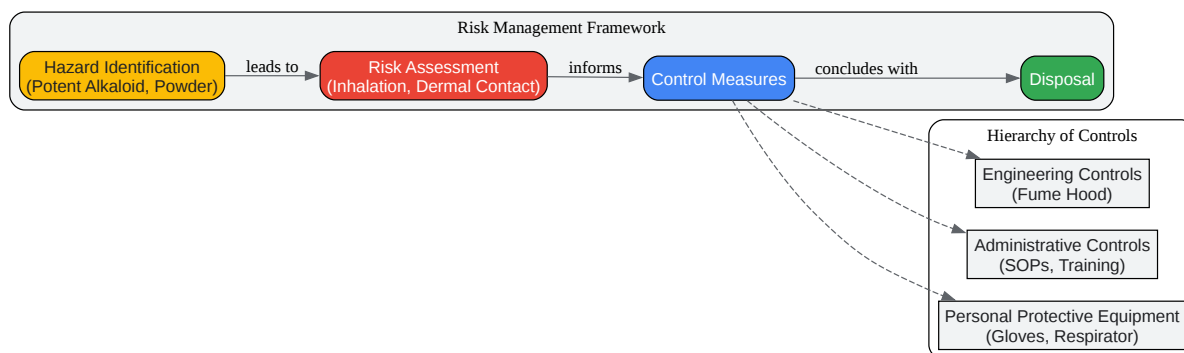 Risk Management Framework
Hazard Identification
(Potent Alkaloid, Powder)
leads to
Risk Assessment
(Inhalation, Dermal Contact)
informs
Control Measures
concludes with
Disposal
Hierarchy of Controls
Engineering Controls
(Fume Hood)
Administrative Controls
(SOPs, Training)
Personal Protective Equipment
(Gloves, Respirator)